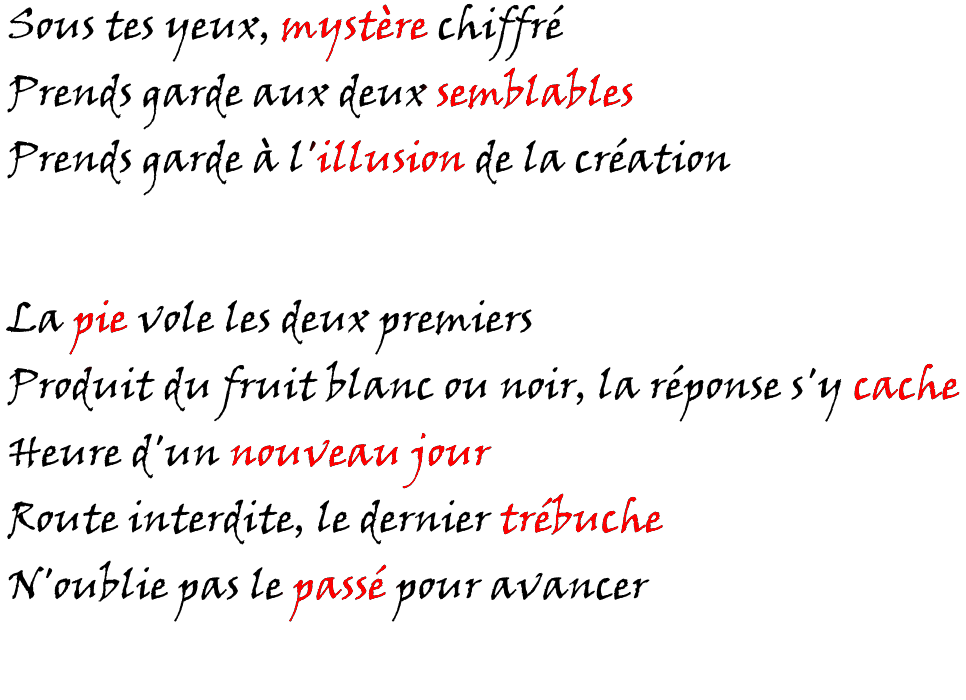 Sous tes yeux, mystère chiffré
Prends garde aux deux semblables
Prends garde à l'illusion de la création
La pie vole les deux premiers
Produit du fruit blanc ou noir, la réponse s'y cache
Heure d'un nouveau jour
Route interdite, le dernier trébuche
N'oublie pas le passé pour avancer